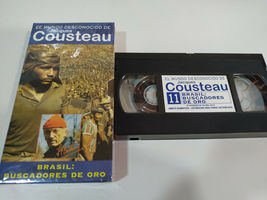 EL MUNDO DESCONOCIDO DE
Jacques
Cousteau
BRASIL:
BUSCADORES DE ORO
EL MUNDO DESCONOCIDO DE
Jacques
Cousteau
11
BRASIL:
BUSCADORES
DE ORO